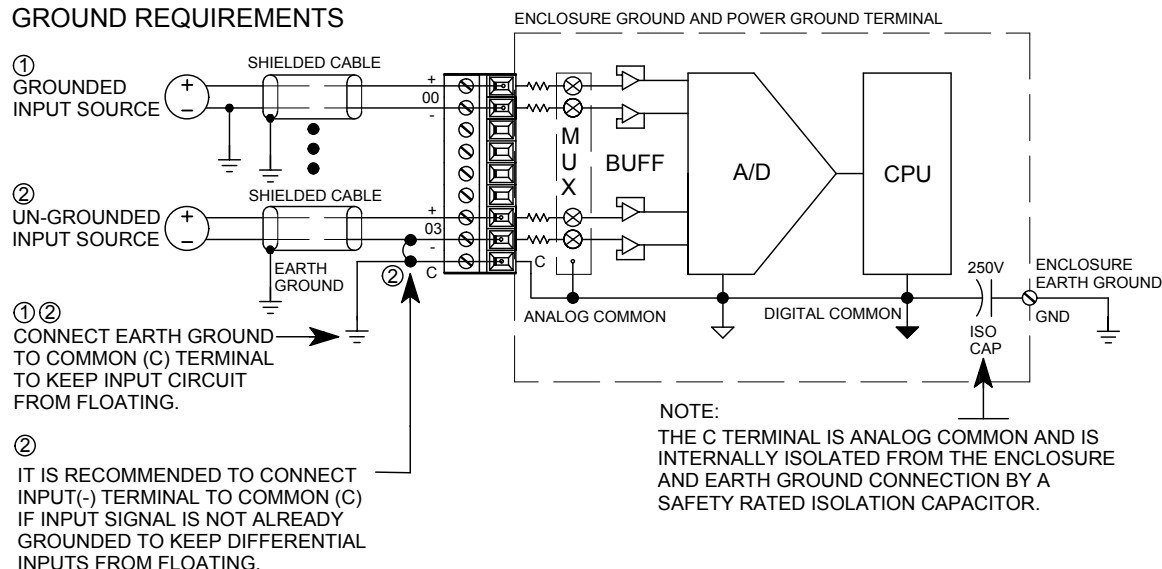 GROUND REQUIREMENTS
ENCLOSURE GROUND AND POWER GROUND TERMINAL
①
GROUNDED
INPUT SOURCE
+
–
SHIELDED CABLE
+
00
-
M
U
X
BUFF
A/D
CPU
②
UN-GROUNDED
INPUT SOURCE
+
–
SHIELDED CABLE
+
03
-
C
②
EARTH
GROUND
C
ANALOG COMMON
DIGITAL COMMON
250V
ISO
CAP
ENCLOSURE
EARTH GROUND
GND
①②
CONNECT EARTH GROUND
TO COMMON (C) TERMINAL
TO KEEP INPUT CIRCUIT
FROM FLOATING.
②
IT IS RECOMMENDED TO CONNECT
INPUT(-) TERMINAL TO COMMON (C)
IF INPUT SIGNAL IS NOT ALREADY
GROUNDED TO KEEP DIFFERENTIAL
INPUTS FROM FLOATING.
NOTE:
THE C TERMINAL IS ANALOG COMMON AND IS
INTERNALLY ISOLATED FROM THE ENCLOSURE
AND EARTH GROUND CONNECTION BY A
SAFETY RATED ISOLATION CAPACITOR.